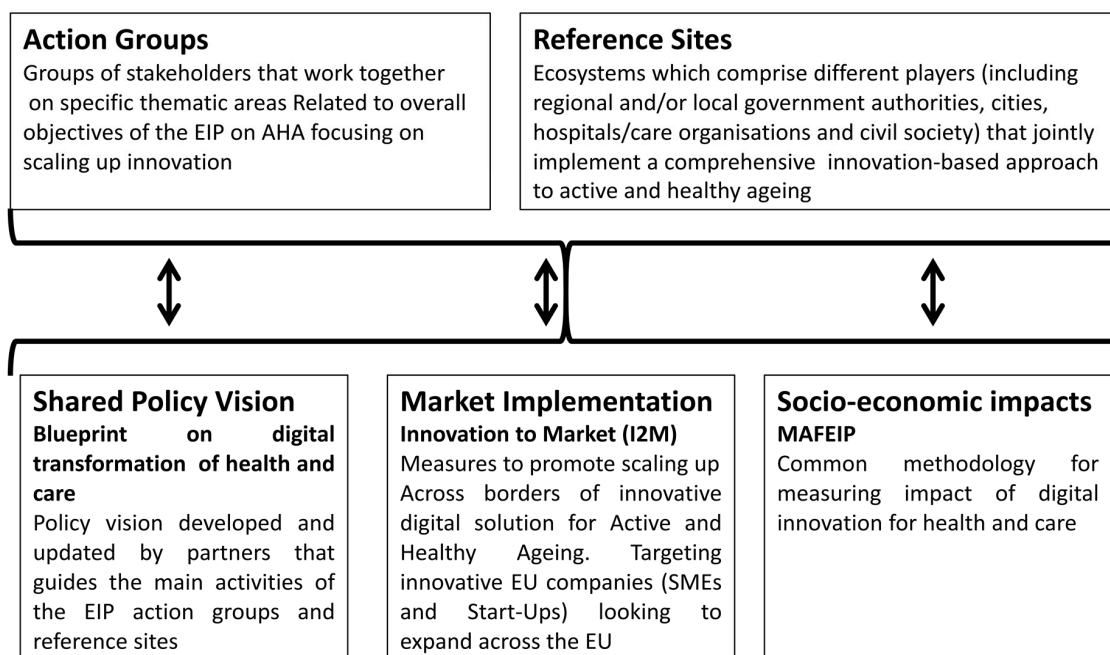 Action Groups
Groups of stakeholders that work together
on specific thematic areas Related to overall
objectives of the EIP on AHA focusing on
scaling up innovation
Reference Sites
Ecosystems which comprise different players (including
regional and/or local government authorities, cities,
hospitals/care organisations and civil society) that jointly
implement a comprehensive innovation-based approach
to active and healthy ageing
Shared Policy Vision
Blueprint on digital
transformation of health and
care
Policy vision developed and
updated by partners that
guides the main activities of
the EIP action groups and
reference sites
Market Implementation
Innovation to Market (I2M)
Measures to promote scaling up
Across borders of innovative
digital solution for Active and
Healthy Ageing. Targeting
innovative EU companies (SMEs
and Start-Ups) looking to
expand across the EU
Socio-economic impacts
MAFEIP
Common methodology for
measuring impact of digital
innovation for health and care